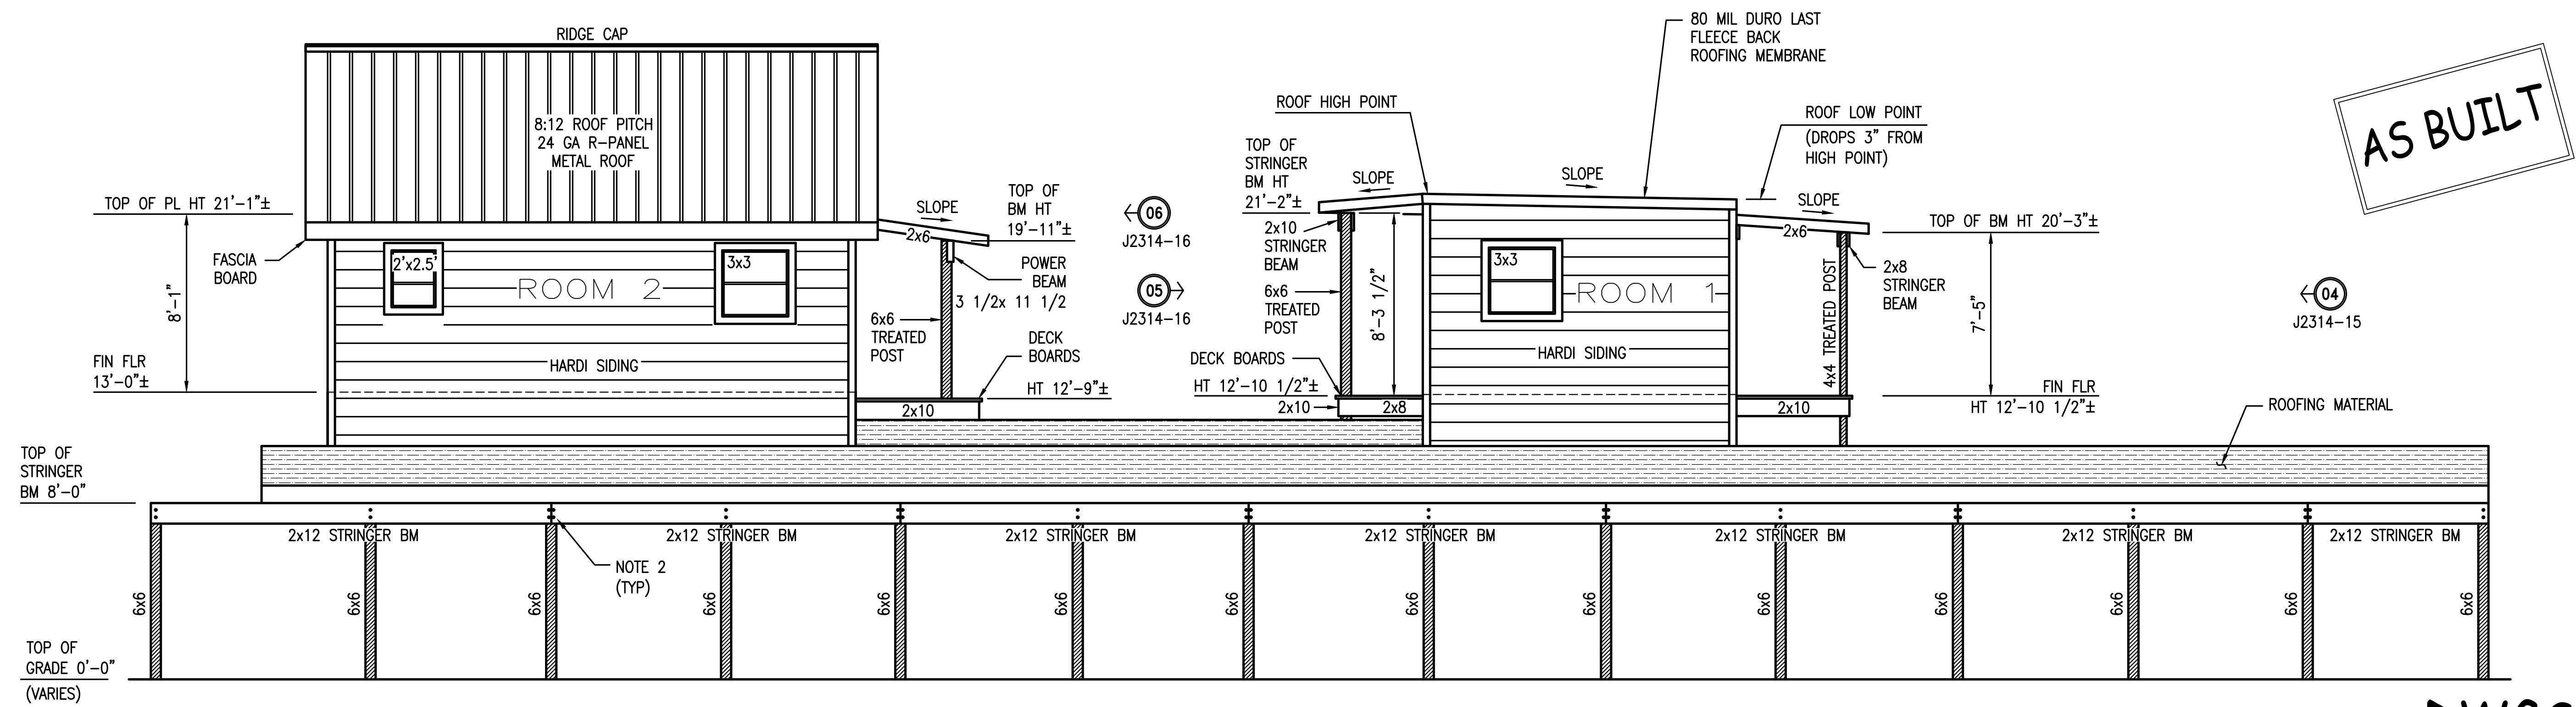 RIDGE CAP
8:12 ROOF PITCH
24 GA R-PANEL
METAL ROOF
TOP OF PL HT 21'-1"±
8'-1"
FASCIA
BOARD
FIN FLR
13'-0"±
2'x2.5'
ROOM 2
3x3
HARDI SIDING
SLOPE
2x6
TOP OF
BM HT
19'-11"±
POWER
BEAM
3 1/2x 11 1/2
6x6
TREATED
POST
DECK
BOARDS
HT 12'-9"±
2x10
06
J2314-16
05
J2314-16
ROOF HIGH POINT
TOP OF
STRINGER
BM HT
21'-2"±
2x10
STRINGER
BEAM
6x6
TREATED
POST
DECK BOARDS
HT 12'-10 1/2"±
2x10
2x8
SLOPE
8'-3 1/2"
SLOPE
80 MIL DURO LAST
FLEECE BACK
ROOFING MEMBRANE
3x3
ROOM 1
HARDI SIDING
ROOF LOW POINT
(DROPS 3" FROM
HIGH POINT)
SLOPE
2x6
TOP OF BM HT 20'-3"±
2x8
STRINGER
BEAM
4x4 TREATED POST
7'-5"
FIN FLR
HT 12'-10 1/2"±
2x10
04
J2314-15
AS BUILT
ROOFING MATERIAL
TOP OF
STRINGER
BM 8'-0"
2x12 STRINGER BM
2x12 STRINGER BM
2x12 STRINGER BM
2x12 STRINGER BM
2x12 STRINGER BM
2x12 STRINGER BM
2x12 STRINGER BM
NOTE 2
(TYP)
6x6
6x6
6x6
6x6
6x6
6x6
6x6
6x6
6x6
6x6
6x6
6x6
6x6
6x6
TOP OF
GRADE 0'-0"
(VARIES)